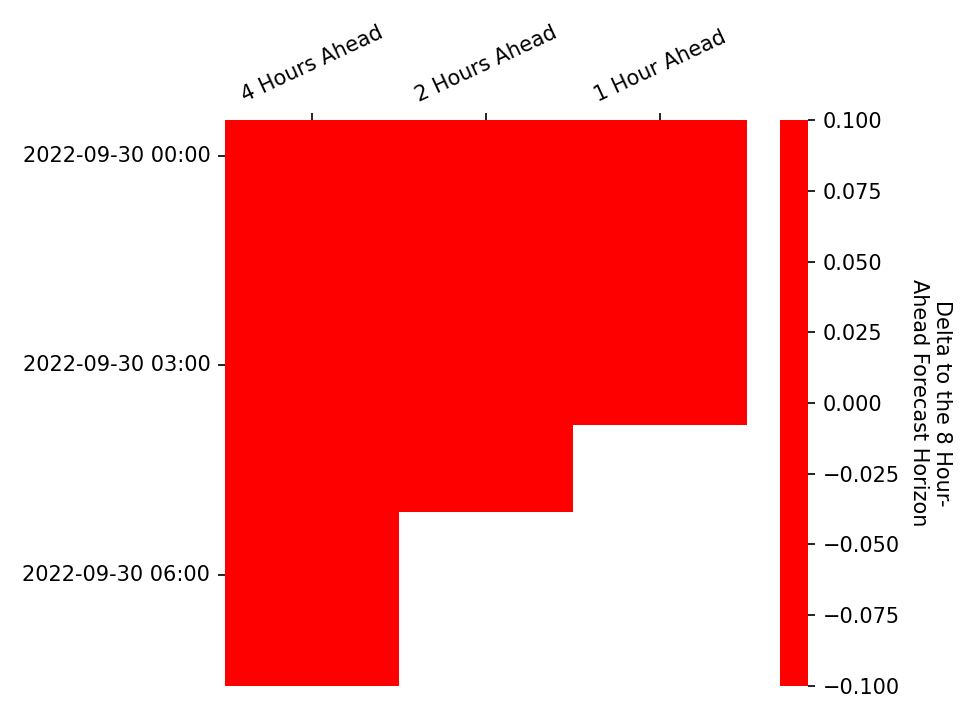 4 Hours Ahead
2 Hours Ahead
1 Hour Ahead
2022-09-30 00:00
2022-09-30 03:00
2022-09-30 06:00
0.100
0.075
0.050
0.025
0.000
−0.025
−0.050
−0.075
−0.100
Delta to the 8 Hour-
Ahead Forecast Horizon